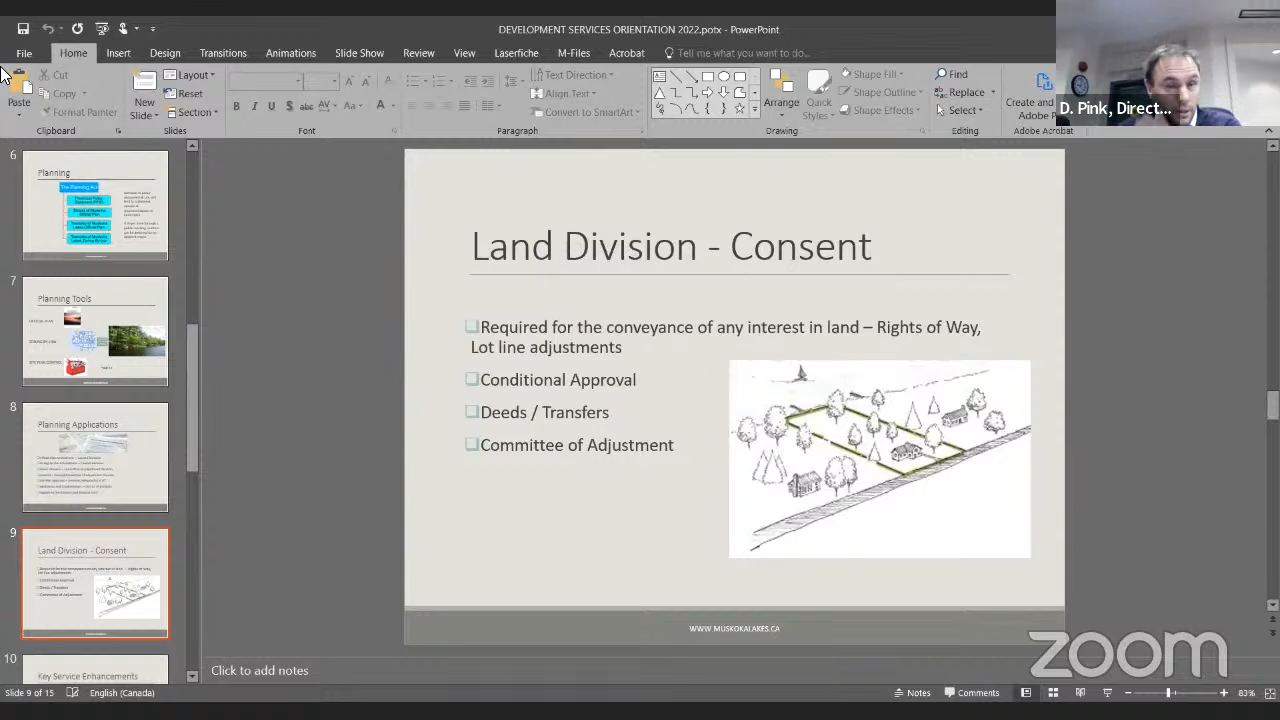 DEVELOPMENT SERVICES ORIENTATION 2022.potx - PowerPoint
File Home Insert Design Transitions Animations Slide Show Review View Laserfiche M-Files Acrobat Tell me what you want to do...
Paste
Cut
Copy
Format Painter
Clipboard
New
Slide
Layout
Reset
Section
Slides
Font
Text Direction
Align Text
Convert to SmartArt
Paragraph
Arrange
Quick
Styles
Shape Fill
Shape Outline
Shape Effects
Drawing
Find
Replace
Select
Editing
Create and
Adobe Acrobat
D. Pink, Direct...
6
Planning
The Planning Act
7
Planning Tools
8
Planning Applications
9
Land Division - Consent
10
Key Service Enhancements
Land Division - Consent
Required for the conveyance of any interest in land – Rights of Way,
Lot line adjustments
Conditional Approval
Deeds / Transfers
Committee of Adjustment
WWW.MUSKOKALAKES.CA
Click to add notes
zoom
Slide 9 of 15 English (Canada) Notes Comments 83%